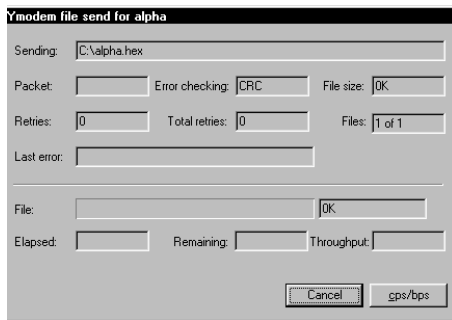 Ymodem file send for alpha
Sending: C:\alpha.hex
Packet: Error checking: CRC File size: 0K
Retries: 0 Total retries: 0 Files: 1 of 1
Last error:
File: 0K
Elapsed: Remaining: Throughput:
Cancel cps/bps